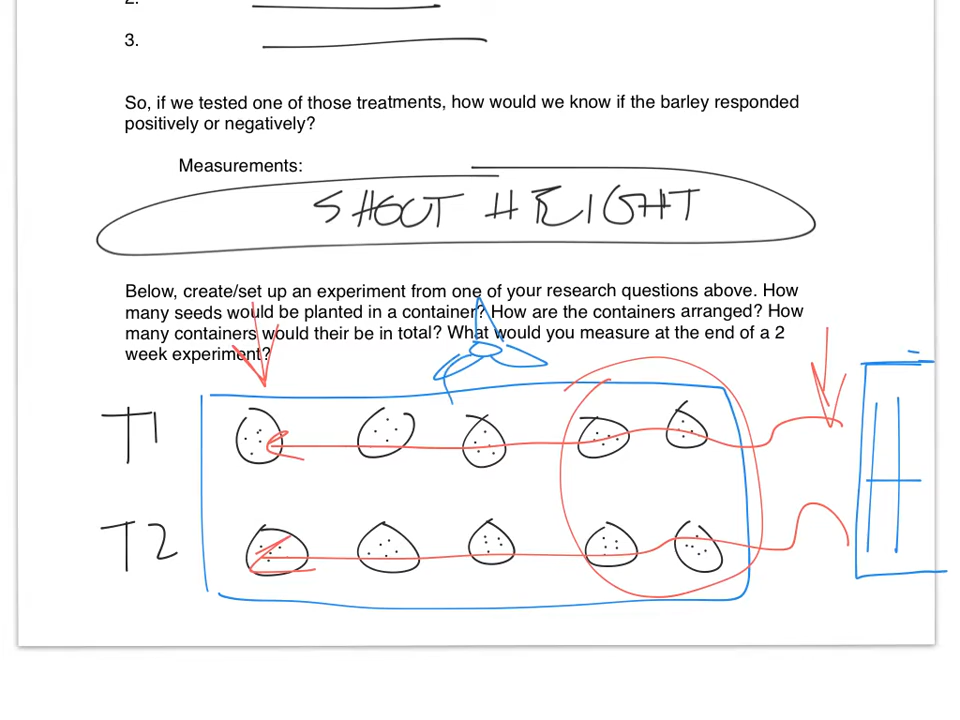 3.
So, if we tested one of those treatments, how would we know if the barley responded
positively or negatively?
Measurements:
SHOOT HEIGHT
Below, create/set up an experiment from one of your research questions above. How
many seeds would be planted in a container? How are the containers arranged? How
many containers would their be in total? What would you measure at the end of a 2
week experiment?
T1
T2